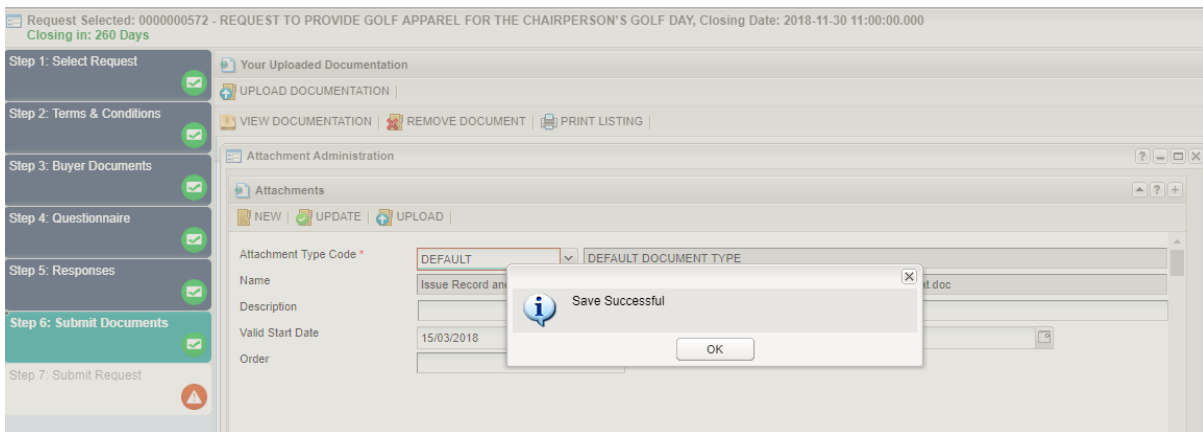 Request Selected: 0000000572 - REQUEST TO PROVIDE GOLF APPAREL FOR THE CHAIRPERSON'S GOLF DAY, Closing Date: 2018-11-30 11:00:00.000
Closing in: 260 Days
Step 1: Select Request
Step 2: Terms & Conditions
Step 3: Buyer Documents
Step 4: Questionnaire
Step 5: Responses
Step 6: Submit Documents
Step 7: Submit Request
Your Uploaded Documentation
UPLOAD DOCUMENTATION
VIEW DOCUMENTATION | REMOVE DOCUMENT | PRINT LISTING
Attachment Administration
Attachments
NEW | UPDATE | UPLOAD
Attachment Type Code * DEFAULT DEFAULT DOCUMENT TYPE
Name Issue Record an nt.doc
Description
Valid Start Date 15/03/2018
Order
Save Successful
OK